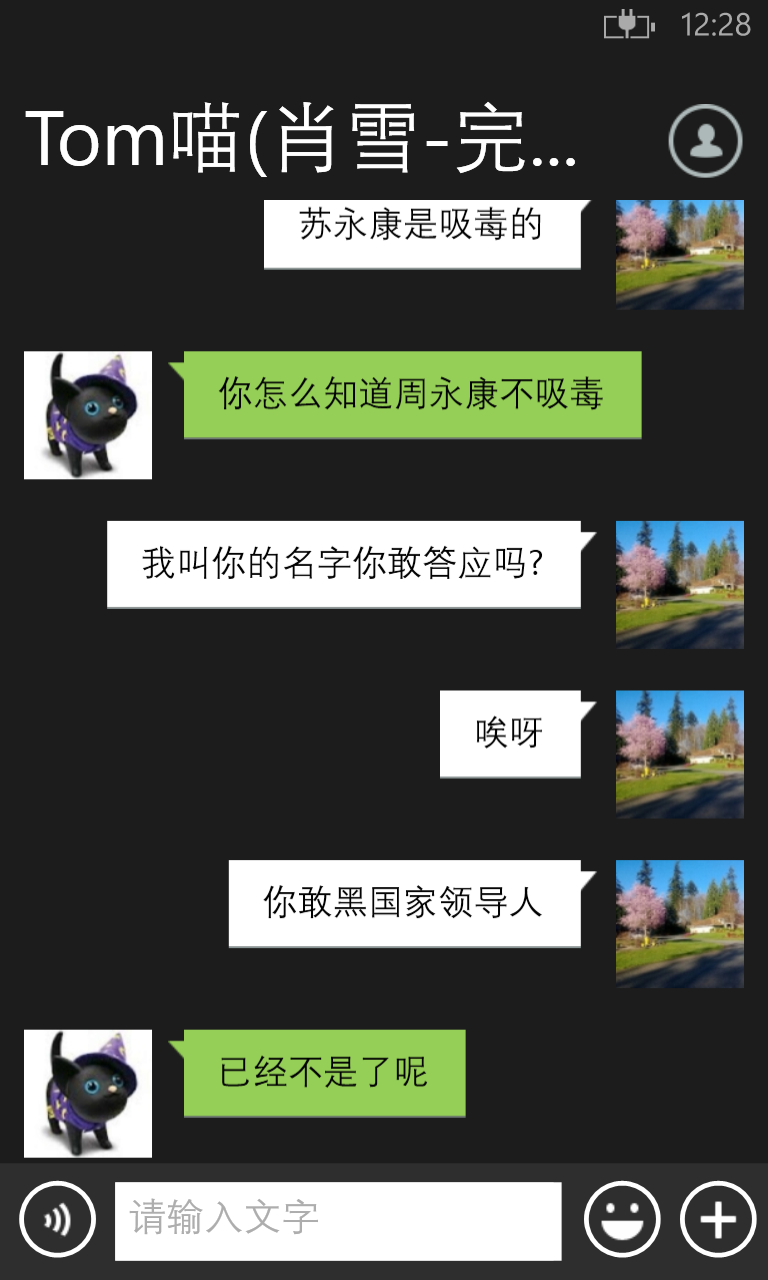 12:28
Tom喵(肖雪-完...
苏永康是吸毒的
你怎么知道周永康不吸毒
我叫你的名字你敢答应吗?
唉呀
你敢黑国家领导人
已经不是了呢
请输入文字